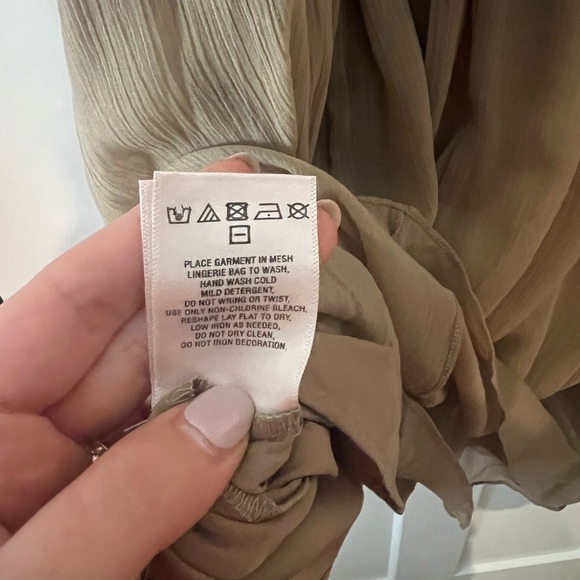 PLACE GARMENT IN MESH
LINGERIE BAG TO WASH.
HAND WASH COLD
MILD DETERGENT.
DO NOT WRING OR TWIST,
USE ONLY NON-CHLORINE BLEACH,
RESHAPE LAY FLAT TO DRY,
LOW IRON AS NEEDED,
DO NOT DRY CLEAN,
DO NOT IRON DECORATION.